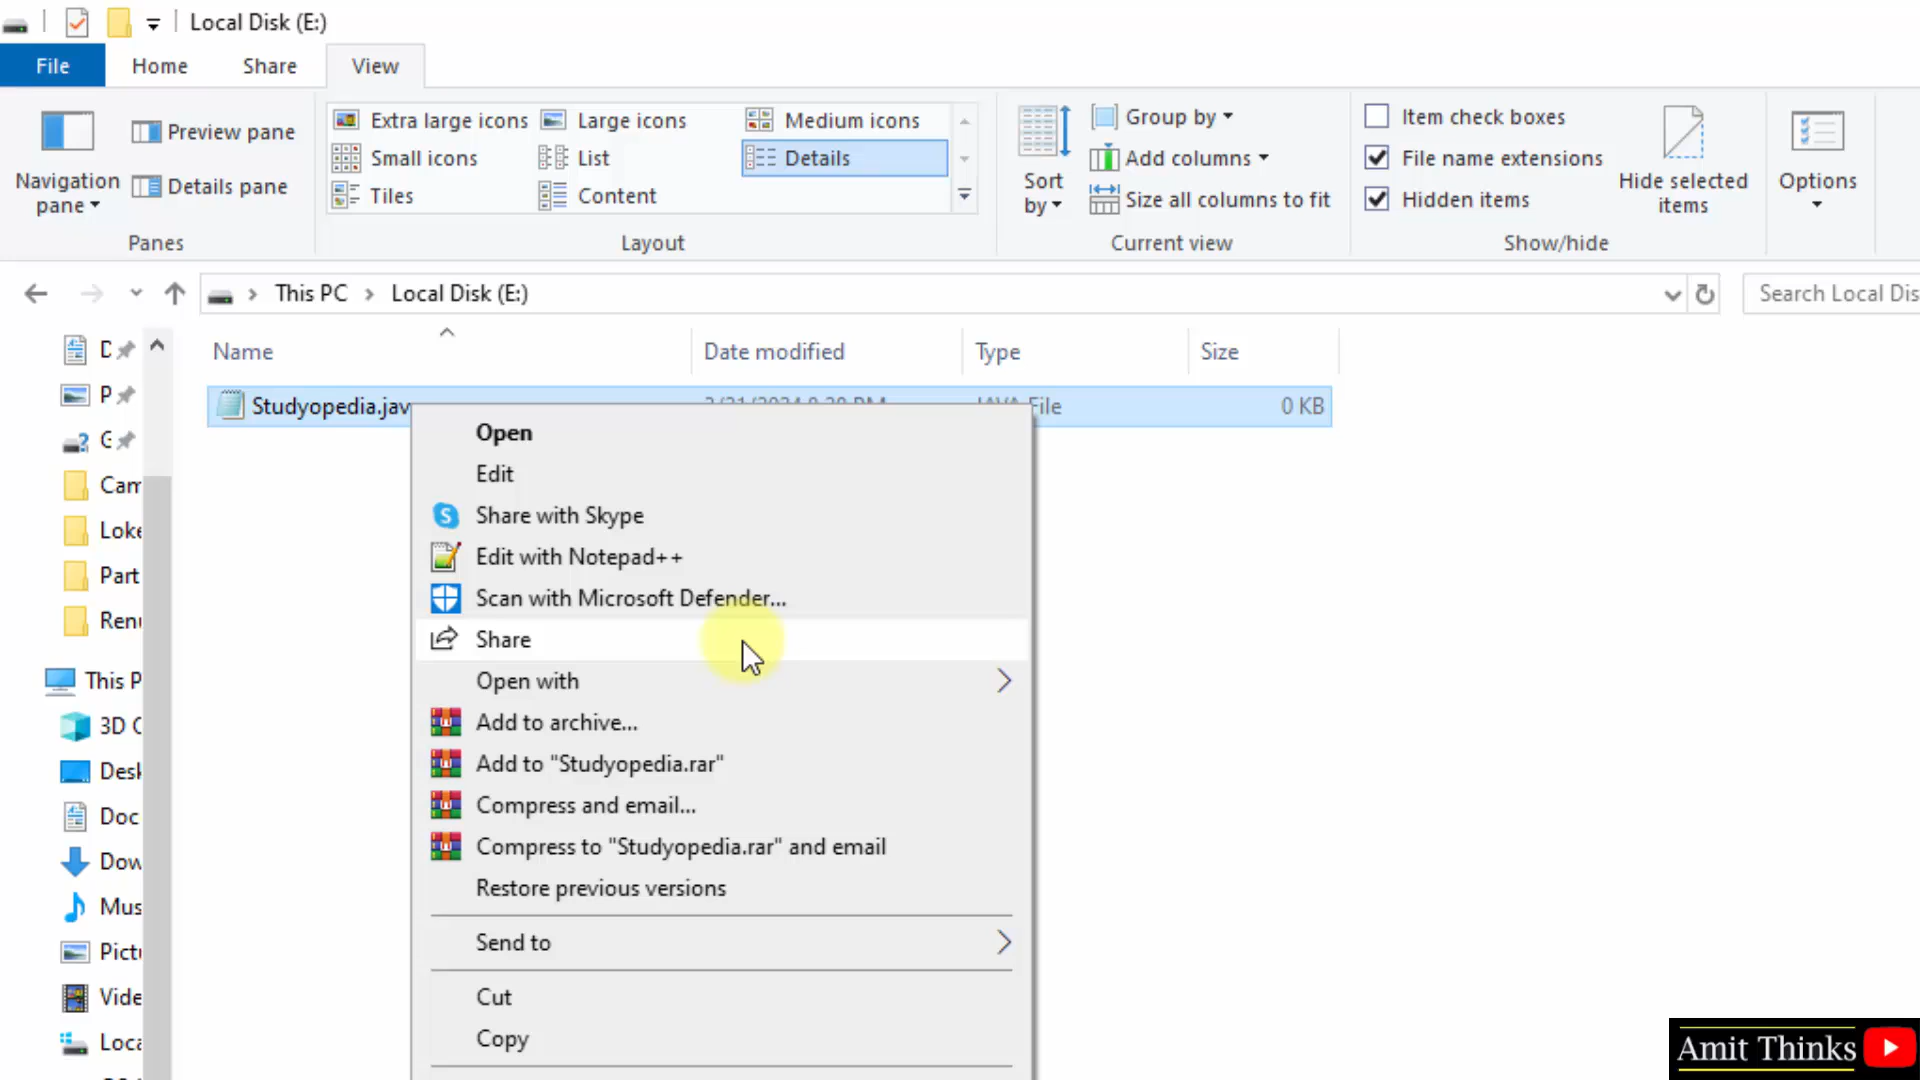 Local Disk (E:)
File Home Share View
Navigation pane
Preview pane
Details pane
Panes
Extra large icons Large icons Medium icons
Small icons List Details
Tiles Content
Layout
Sort by
Group by
Add columns
Size all columns to fit
Current view
Item check boxes
File name extensions
Hidden items
Hide selected items
Show/hide
Options
This PC Local Disk (E:)
Search Local Dis
Name Date modified Type Size
Studyopedia.jav File 0 KB
D
P
G
Cam
Loke
Part
Ren
This P
3D
Desk
Doc
Dow
Mus
Pict
Vide
Loca
Open
Edit
Share with Skype
Edit with Notepad++
Scan with Microsoft Defender...
Share
Open with
Add to archive...
Add to "Studyopedia.rar"
Compress and email...
Compress to "Studyopedia.rar" and email
Restore previous versions
Send to
Cut
Copy
Amit Thinks